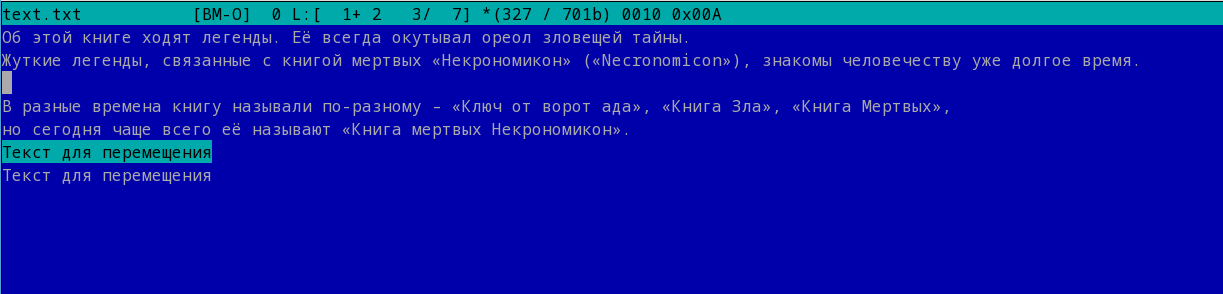 text.txt [BM-O] 0 L:[ 1+ 2 3/ 7] *(327 / 701b) 0010 0x00A
Об этой книге ходят легенды. Её всегда окутывал ореол зловещей тайны.
Жуткие легенды, связанные с книгой мертвых «Некрономикон» («Necronomicon»), знакомы человечеству уже долгое время.
В разные времена книгу называли по-разному – «Ключ от ворот ада», «Книга Зла», «Книга Мертвых»,
но сегодня чаще всего её называют «Книга мертвых Некрономикон».
Текст для перемещения
Текст для перемещения